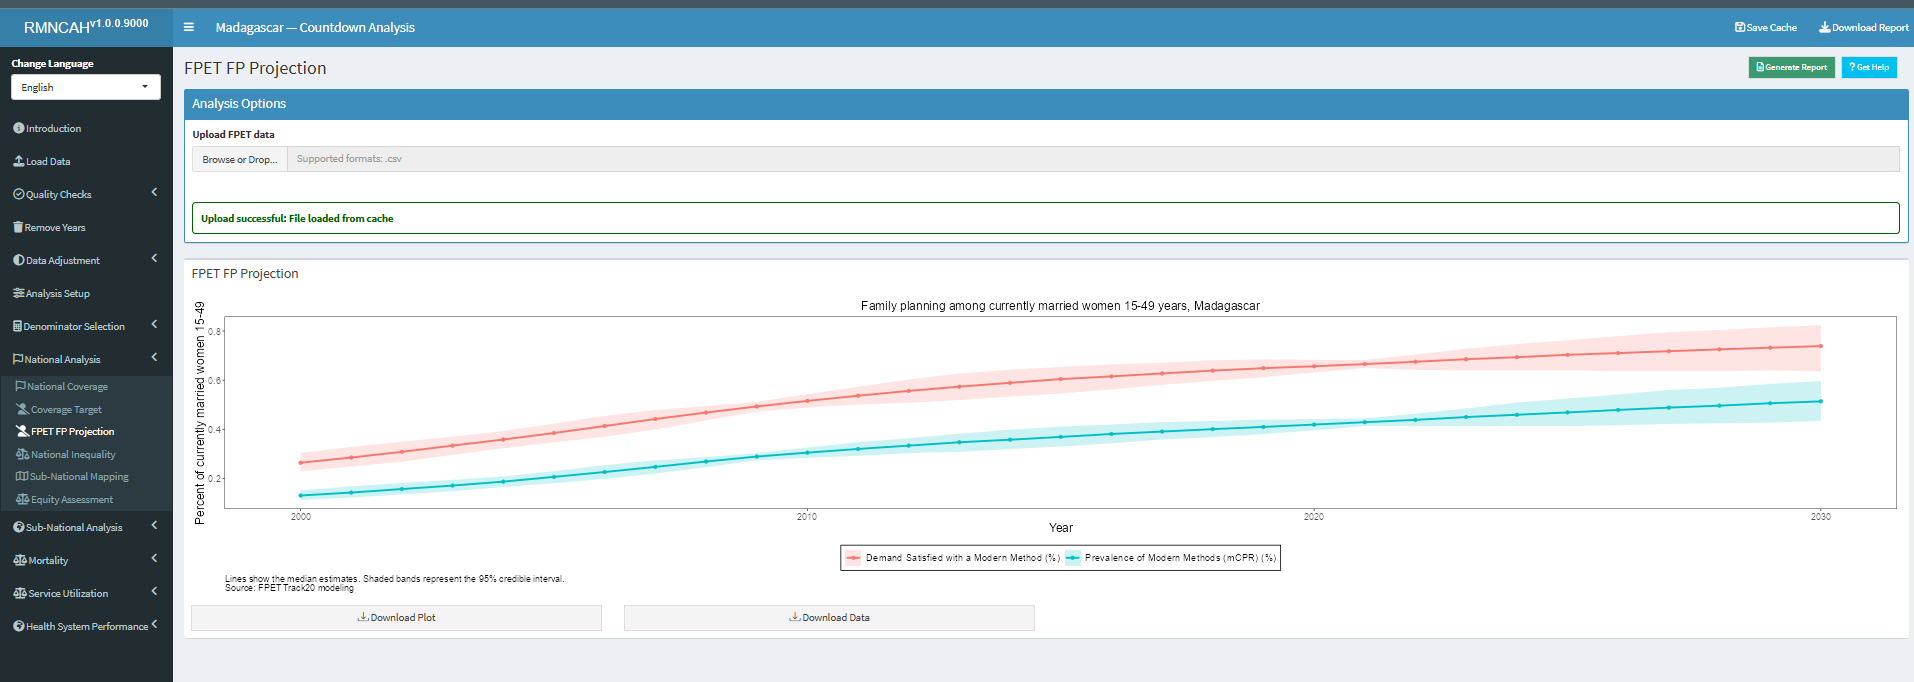 RMNCAHv1.0.0.9000
Madagascar — Countdown Analysis
Save Cache
Download Report
Change Language
English
Introduction
Load Data
Quality Checks
Remove Years
Data Adjustment
Analysis Setup
Denominator Selection
National Analysis
National Coverage
Coverage Target
FPET FP Projection
National Inequality
Sub-National Mapping
Equity Assessment
Sub-National Analysis
Mortality
Service Utilization
Health System Performance
FPET FP Projection
Generate Report
? Get Help
Analysis Options
Upload FPET data
Browse or Drop...
Supported formats: .csv
Upload successful: File loaded from cache
FPET FP Projection
Family planning among currently married women 15-49 years, Madagascar
Percent of currently married women 15-49
0.8
0.6
0.4
0.2
2000
2010
2020
2030
Year
Demand Satisfied with a Modern Method (%)
Prevalence of Modern Methods (mCPR) (%)
Lines show the median estimates. Shaded bands represent the 95% credible interval.
Source: FPET Track20 modeling
Download Plot
Download Data